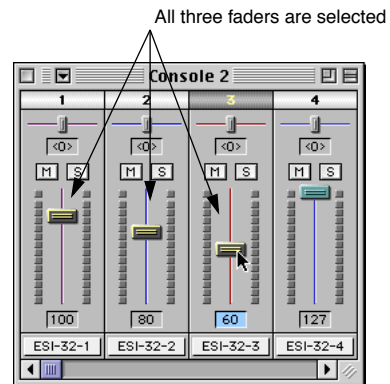 All three faders are selected
Console 2
1 2 3 4
<0> <0> <0> <0>
M S M S M S M S
100 80 60 127
ESI-32-1 ESI-32-2 ESI-32-3 ESI-32-4